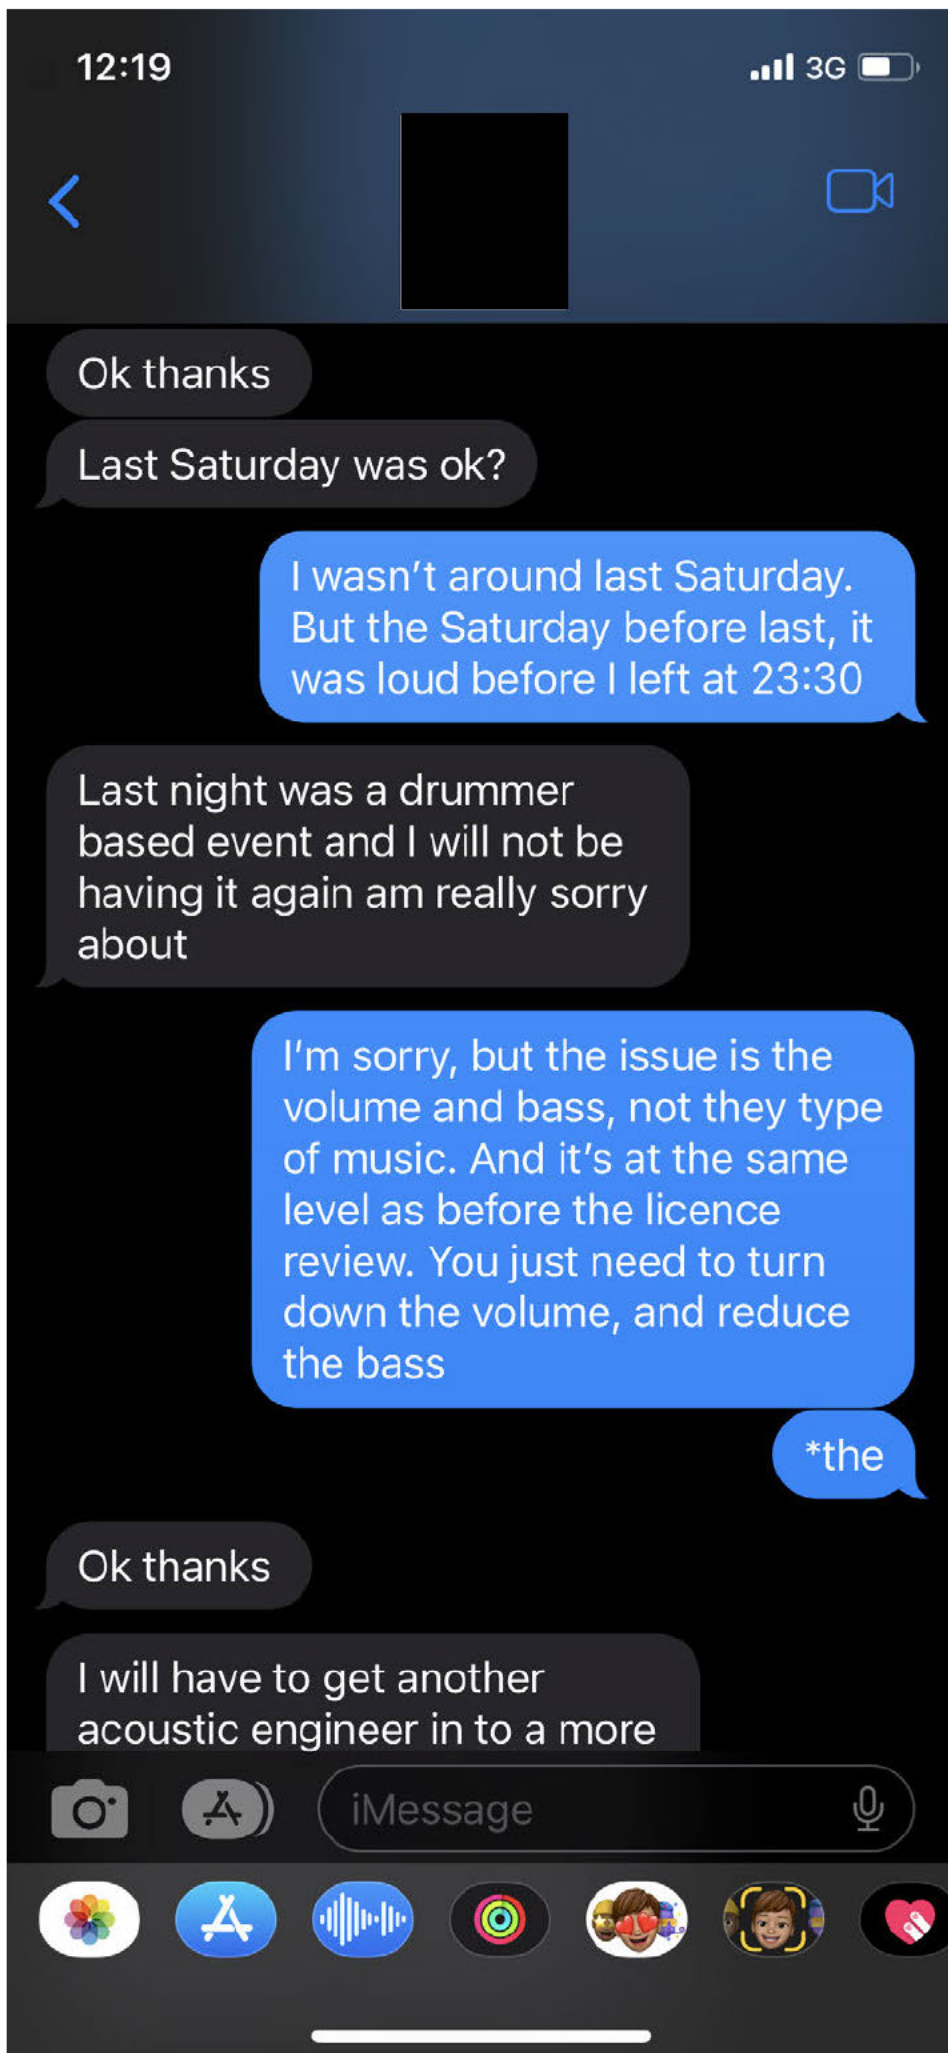 12:19
3G
Ok thanks
Last Saturday was ok?
I wasn't around last Saturday.
But the Saturday before last, it
was loud before I left at 23:30
Last night was a drummer
based event and I will not be
having it again am really sorry
about
I'm sorry, but the issue is the
volume and bass, not they type
of music. And it's at the same
level as before the licence
review. You just need to turn
down the volume, and reduce
the bass
*the
Ok thanks
I will have to get another
acoustic engineer in to a more
iMessage